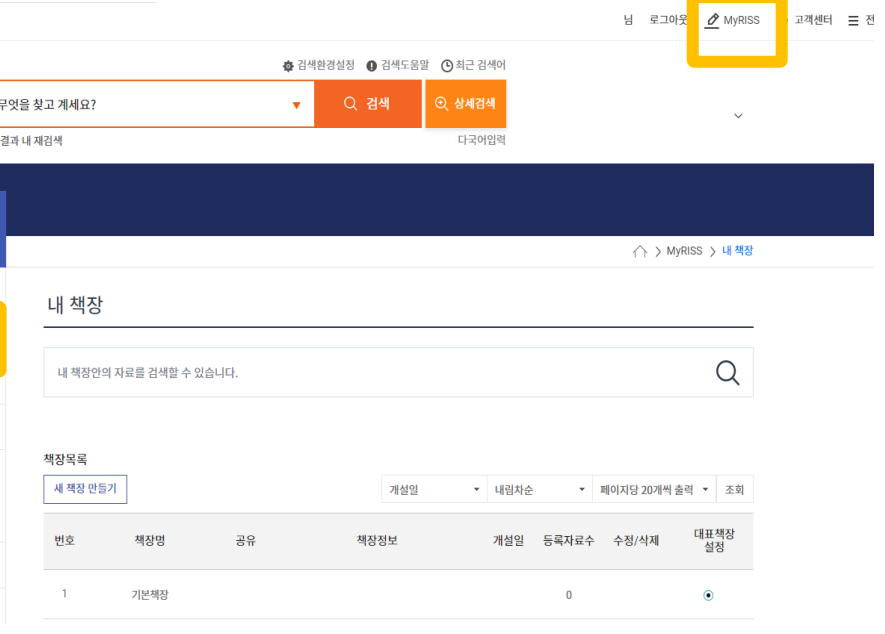 님 로그아웃 MyRISS 고객센터 전
검색환경설정 검색도움말 최근 검색어
무엇을 찾고 계세요? 검색 상세검색
결과 내 재검색 다국어입력
MyRISS 내 책장
내 책장
내 책장안의 자료를 검색할 수 있습니다.
책장목록
새 책장 만들기 개설일 내림차순 페이지당 20개씩 출력 조회
번호 책장명 공유 책장정보 개설일 등록자료수 수정/삭제 대표책장
설정
1 기본책장 0